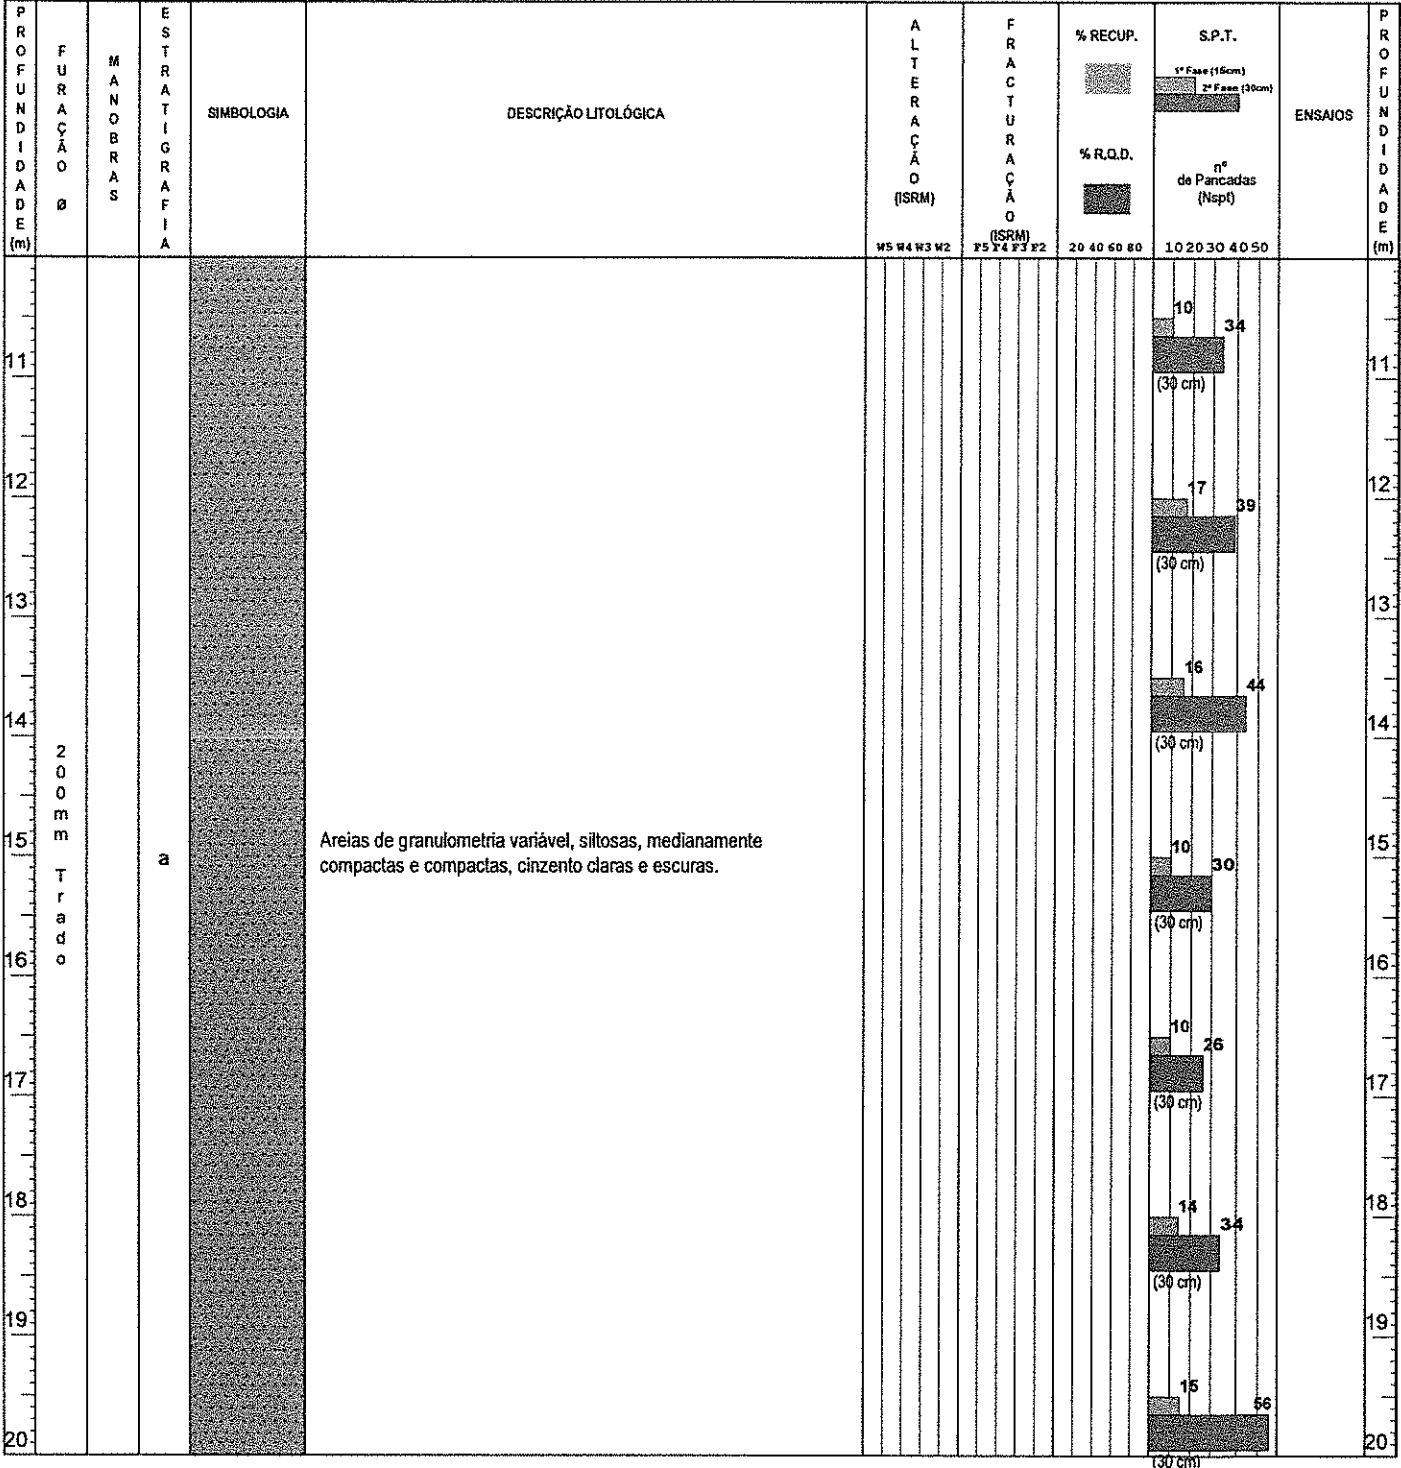 PROFUNDIDADE
(m)
FURAÇÃO Ø
MANOBRAS
ESTRATIGRAFIA
SIMBOLOGIA
DESCRIÇÃO LITOLÓGICA
ALTERAÇÃO
(ISRM)
W5 W4 W3 W2
FRACTURAÇÃO
(ISRM)
F5 F4 F3 F2
% RECUP.
% R.Q.D.
20 40 60 80
S.P.T.
1ª Fase (15cm)
2ª Fase (30cm)
nº
de Pancadas
(Nspt)
10 20 30 40 50
ENSAIOS
PROFUNDIDADE
(m)
10
34
11
(30 cm)
11
12
17
39
12
(30 cm)
13
13
16
44
14
(30 cm)
14
200mm Trado
15
a
Areias de granulometria variável, siltosas, medianamente
compactas e compactas, cinzento claras e escuras.
10
30
15
(30 cm)
16
16
10
26
17
(30 cm)
17
18
14
34
18
(30 cm)
19
19
15
56
20
(30 cm)
20